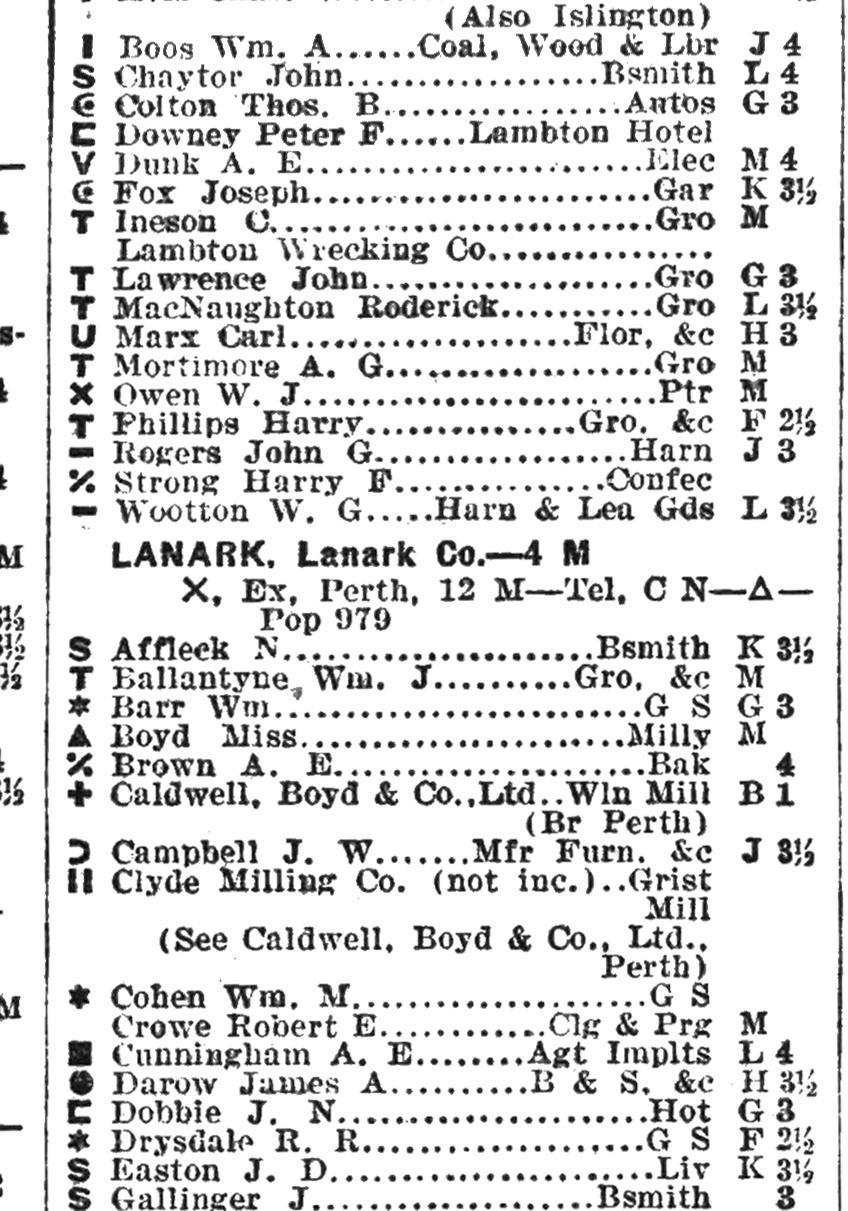 (Also Islington)
I Boos Wm. A......Coal, Wood & Lbr J 4
S Chaytor John..................Bsmith L 4
Colton Thos. B.................Autos G 3
Downey Peter F......Lambton Hotel
V Dunk A. E........................Elec M 4
Fox Joseph........................Gar K 3½
T Ineson C...........................Gro M
Lambton Wrecking Co................
T Lawrence John....................Gro G 3
T MacNaughton Roderick...........Gro L 3½
U Marx Carl....................Flor, &c H 3
T Mortimore A. G...................Gro M
X Owen W. J.........................Ptr M
T Phillips Harry...............Gro. &c F 2½
– Rogers John G..................Harn J 3
% Strong Harry F...............Confec
– Wootton W. G.....Harn & Lea Gds L 3½
LANARK, Lanark Co.—4 M
X, Ex, Perth, 12 M—Tel, C N—Δ—
Pop 979
S Affleck N......................Bsmith K 3½
T Ballantyne, Wm. J..........Gro, &c M
* Barr Wm..........................G S G 3
▲ Boyd Miss.......................Milly M
% Brown A. E......................Bak 4
+ Caldwell, Boyd & Co.,Ltd..Wln Mill B 1
(Br Perth)
Ɔ Campbell J. W.......Mfr Furn. &c J 3½
II Clyde Milling Co. (not inc.)..Grist
Mill
(See Caldwell, Boyd & Co., Ltd.,
Perth)
* Cohen Wm. M.....................G S
Crowe Robert E............Clg & Prg M
■ Cunningham A. E........Agt Implts L 4
● Darow James A..........B & S, &c H 3½
Dobbie J. N......................Hot G 3
* Drysdale R. R....................G S F 2½
S Easton J. D.......................Liv K 3½
S Gallinger J....................Bsmith 3